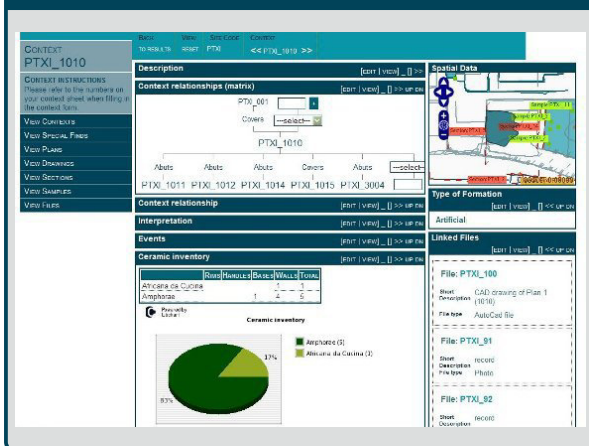 BACK VIEW SITE CODE CONTEXT
TO RESULTS RESET PTXI << PTXI_1010 >>
CONTEXT
PTXI_1010
CONTEXT INSTRUCTIONS
Please refer to the numbers on
your context sheet when filling in
the context form.
VIEW CONTEXTS
VIEW SPECIAL FINDS
VIEW PLANS
VIEW DRAWINGS
VIEW SECTIONS
VIEW SAMPLES
VIEW FILES
Description [EDIT | VIEW] _ [] >>
Context relationships (matrix) [EDIT | VIEW] _ [] >> UP DN
PTXI_001
Covers ---select---
PTXI_1010
Abuts Abuts Abuts Covers Abuts ---select-
PTXI_1011 PTXI_1012 PTXI_1014 PTXI_1015 PTXI_3004
Context relationship [EDIT | VIEW] _ [] >> UP DN
Interpretation [EDIT | VIEW] _ [] >> UP DN
Events [EDIT | VIEW] _ [] >> UP DN
Ceramic inventory [EDIT | VIEW] _ [] >> UP DN
RIMS HANDLES BASES WALLS TOTAL
Africana da Cucina 1 1
Amphorae 1 4 5
Powered by
Libchart
Ceramic inventory
Amphorae (5)
Africana da Cucina (1)
17%
83%
Spatial Data
Type of Formation
[EDIT | VIEW] _ [] << UP DN
Artificial
Linked Files
[EDIT | VIEW] _ [] << UP DN
File: PTXI_100
Short Description CAD drawing of Plan 1
(1010)
File type AutoCad file
File: PTXI_91
Short Description record
File type Photo
File: PTXI_92
Short record